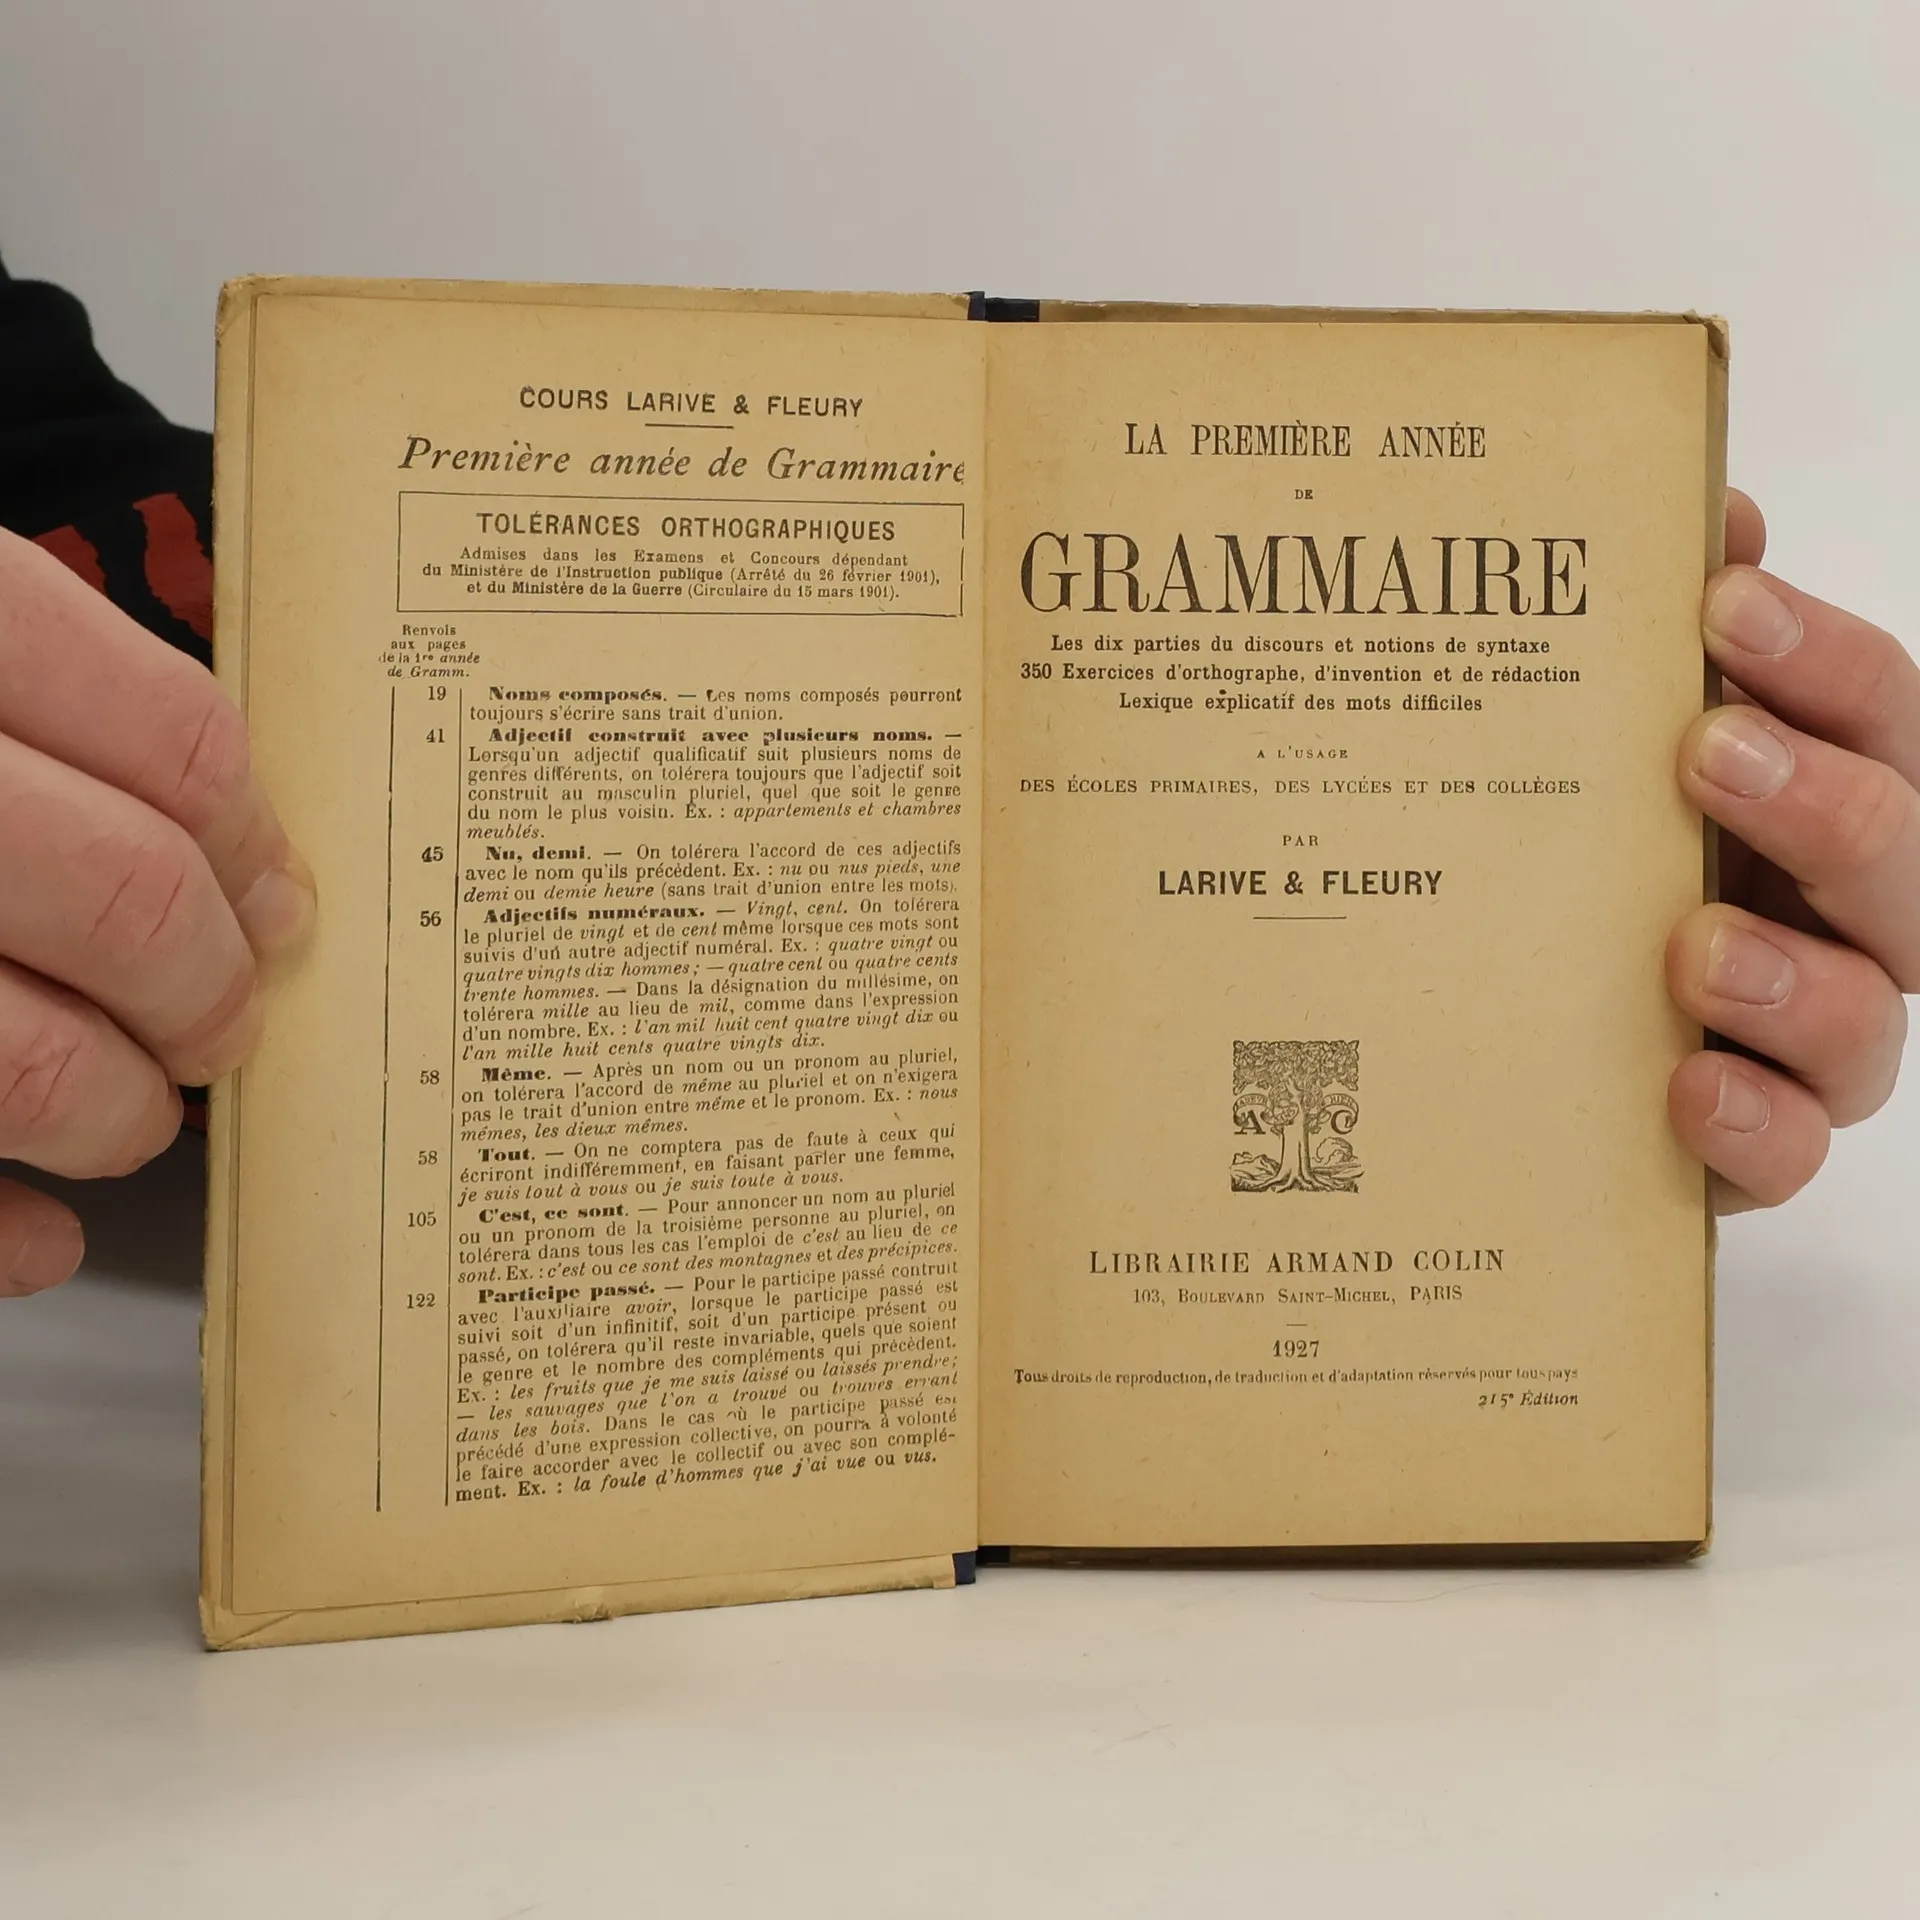 COURS LARIVE & FLEURY
Première année de Grammaire
TOLÉRANCES ORTHOGRAPHIQUES
Admises dans les Examens et Concours dépendant
du Ministère de l'Instruction publique (Arrêté du 26 février 1901),
et du Ministère de la Guerre (Circulaire du 15 mars 1901).
Renvois
aux pages
de la 1re année
de Gramm.
19 Noms composés. — Les noms composés pourront
toujours s'écrire sans trait d'union.
41 Adjectif construit avec plusieurs noms. —
Lorsqu'un adjectif qualificatif suit plusieurs noms de
genres différents, on tolérera toujours que l'adjectif soit
construit au masculin pluriel, quel que soit le genre
du nom le plus voisin. Ex. : appartements et chambres
meublés.
45 Nu, demi. — On tolérera l'accord de ces adjectifs
avec le nom qu'ils précèdent. Ex. : nu ou nus pieds, une
demi ou demie heure (sans trait d'union entre les mots).
56 Adjectifs numéraux. — Vingt, cent. On tolérera
le pluriel de vingt et de cent même lorsque ces mots sont
suivis d'un autre adjectif numéral. Ex. : quatre vingt ou
quatre vingts dix hommes ; — quatre cent ou quatre cents
trente hommes. — Dans la désignation du millésime, on
tolérera mille au lieu de mil, comme dans l'expression
d'un nombre. Ex. : l'an mil huit cent quatre vingt dix ou
l'an mille huit cents quatre vingts dix.
58 Même. — Après un nom ou un pronom au pluriel,
on tolérera l'accord de même au pluriel et on n'exigera
pas le trait d'union entre même et le pronom. Ex. : nous
mêmes, les dieux mêmes.
58 Tout. — On ne comptera pas de faute à ceux qui
écriront indifféremment, en faisant parler une femme,
je suis tout à vous ou je suis toute à vous.
105 C'est, ce sont. — Pour annoncer un nom au pluriel
ou un pronom de la troisième personne au pluriel, on
tolérera dans tous les cas l'emploi de c'est au lieu de ce
sont. Ex. : c'est ou ce sont des montagnes et des précipices.
122 Participe passé. — Pour le participe passé contruit
avec l'auxiliaire avoir, lorsque le participe passé est
suivi soit d'un infinitif, soit d'un participe présent ou
passé, on tolérera qu'il reste invariable, quels que soient
le genre et le nombre des compléments qui précèdent.
Ex. : les fruits que je me suis laissé ou laissés prendre ;
— les sauvages que l'on a trouvé ou trouvés errant
dans les bois. Dans le cas où le participe passé est
précédé d'une expression collective, on pourra à volonté
le faire accorder avec le collectif ou avec son complé-
ment. Ex. : la foule d'hommes que j'ai vue ou vus.
LA PREMIÈRE ANNÉE
DE
GRAMMAIRE
Les dix parties du discours et notions de syntaxe
350 Exercices d'orthographe, d'invention et de rédaction
Lexique explicatif des mots difficiles
A L'USAGE
DES ÉCOLES PRIMAIRES, DES LYCÉES ET DES COLLÈGES
PAR
LARIVE & FLEURY
A C
LIBRAIRIE ARMAND COLIN
103, BOULEVARD SAINT-MICHEL, PARIS
1927
Tous droits de reproduction, de traduction et d'adaptation réservés pour tous pays
215e Édition